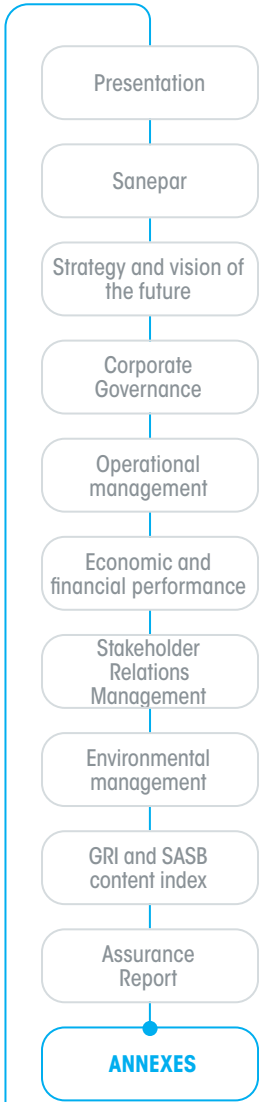 Presentation
Sanepar
Strategy and vision of
the future
Corporate
Governance
Operational
management
Economic and
financial performance
Stakeholder
Relations
Management
Environmental
management
GRI and SASB
content index
Assurance
Report
ANNEXES